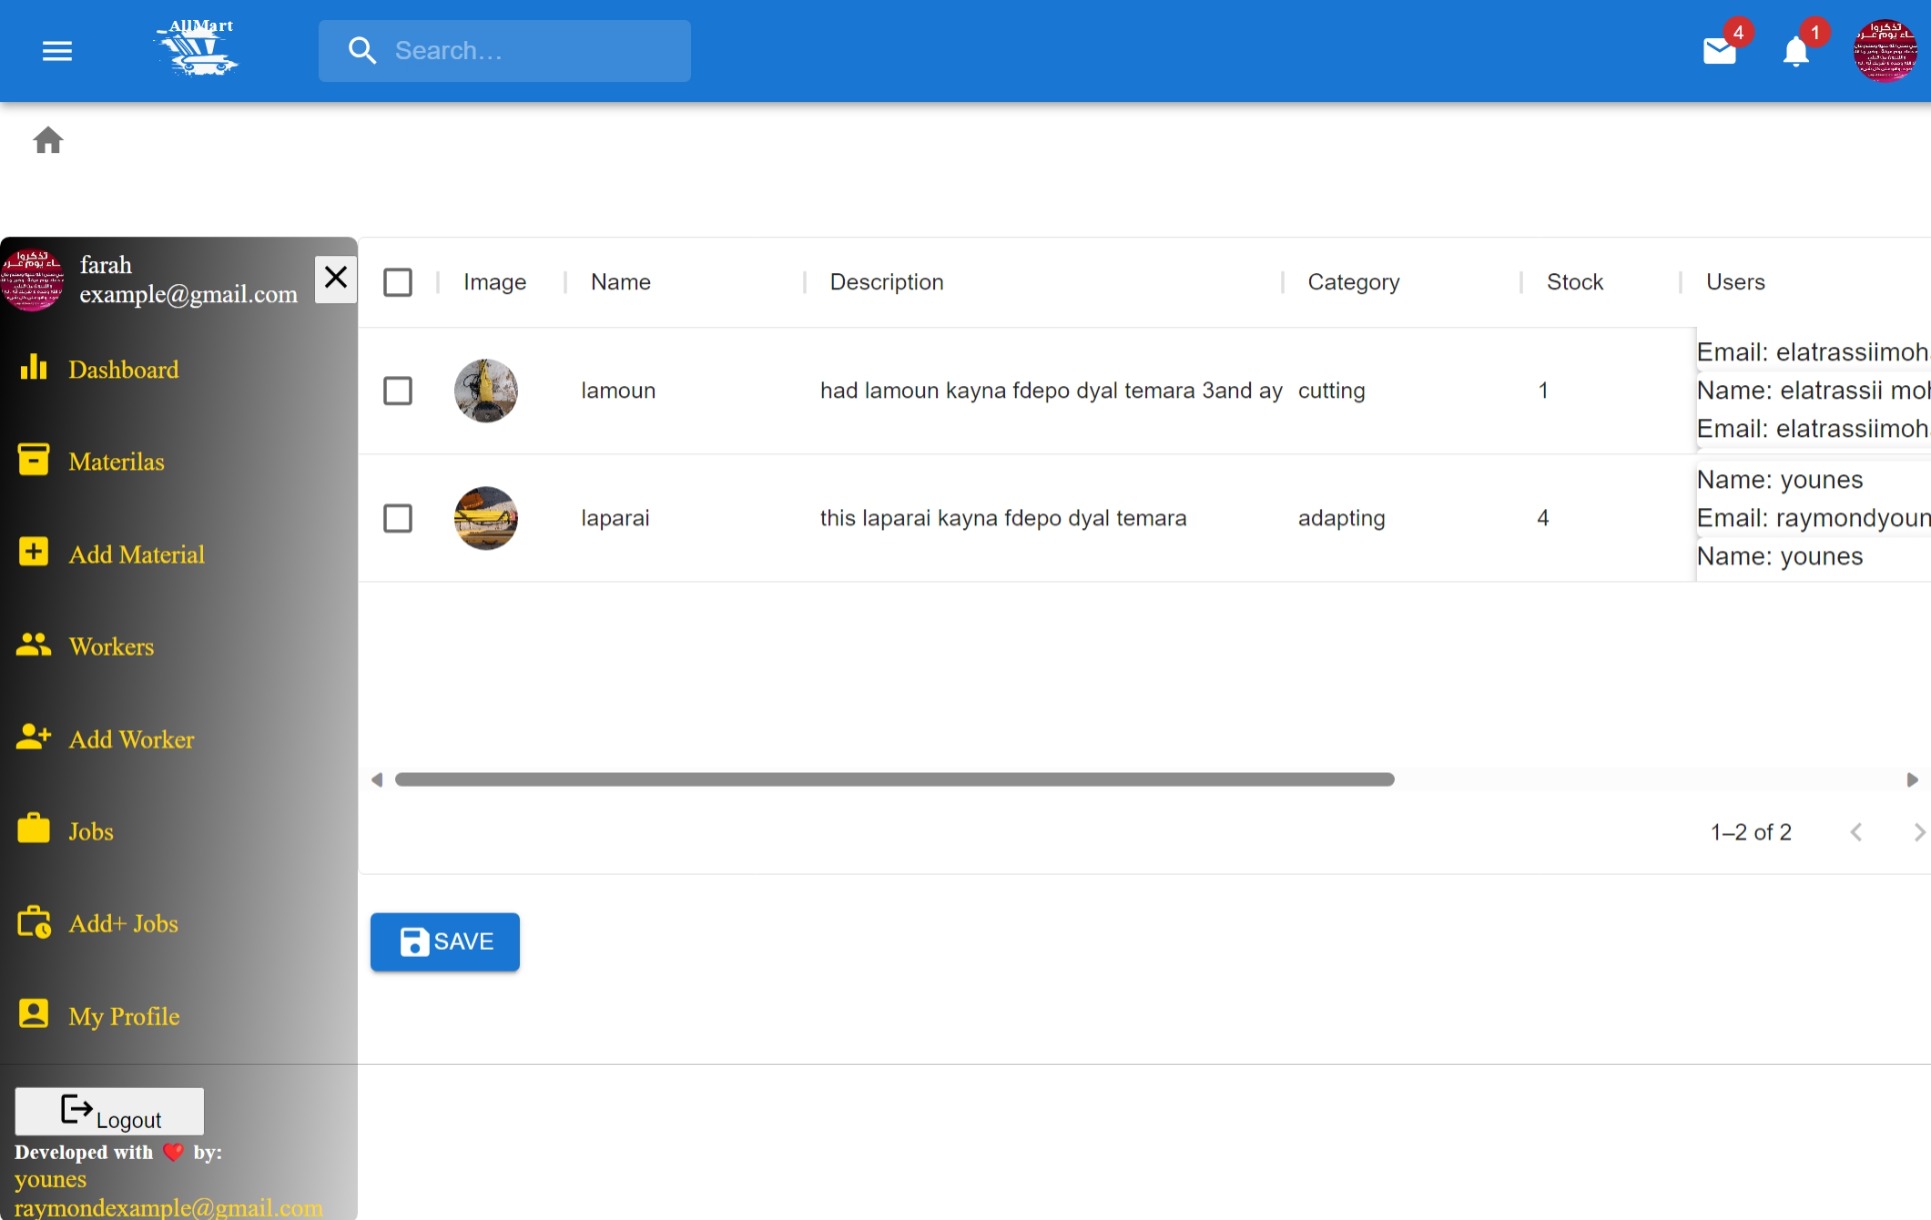 AllMart
Search…
4
1
farah
example@gmail.com
Dashboard
Materilas
Add Material
Workers
Add Worker
Jobs
Add+ Jobs
My Profile
Logout
Developed with ❤️ by:
younes
raymondexample@gmail.com
Image Name Description Category Stock Users
lamoun had lamoun kayna fdepo dyal temara 3and ay cutting 1
Email: elatrassiimoh
Name: elatrassii moh
Email: elatrassiimoh
laparai this laparai kayna fdepo dyal temara adapting 4
Name: younes
Email: raymondyoun
Name: younes
1–2 of 2
SAVE